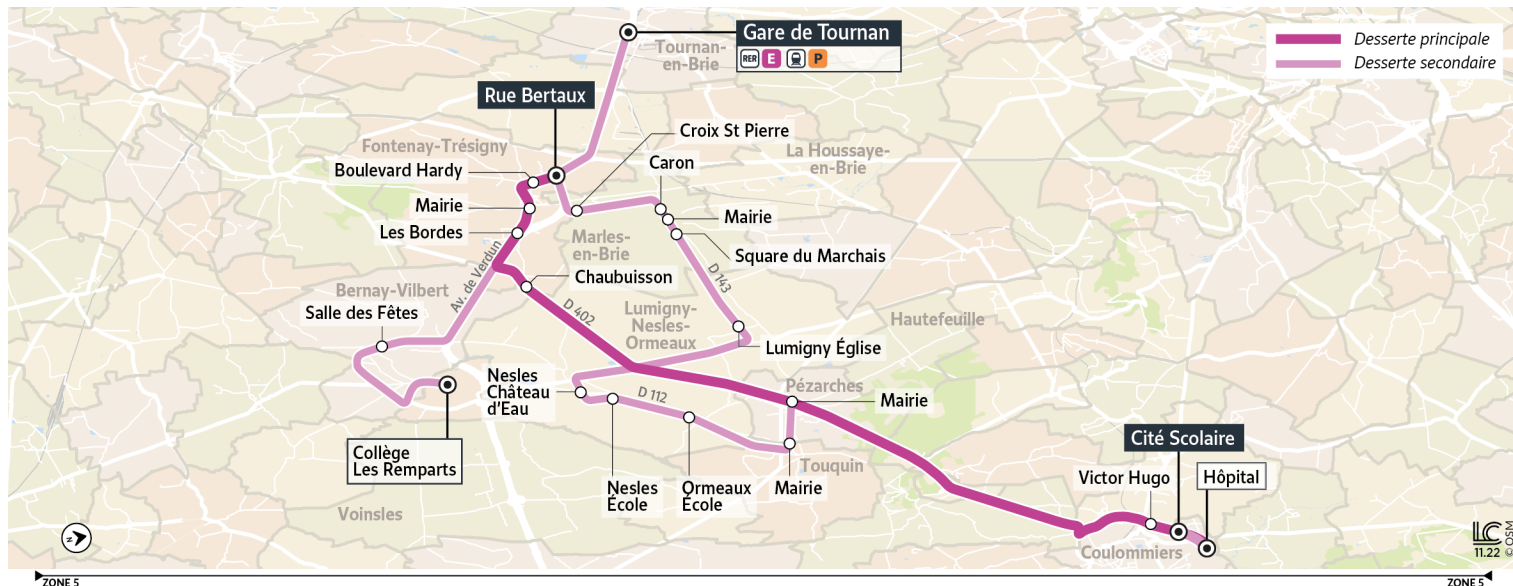 Gare de Tournan
RER E P
Tournan-
en-Brie
Desserte principale
Desserte secondaire
Rue Bertaux
Croix St Pierre
Fontenay-Trésigny
La Houssaye-
en-Brie
Boulevard Hardy
Caron
Mairie
Mairie
Les Bordes
Marles-
en-Brie
Square du Marchais
Av. de Verdun
Chaubuisson
D 143
Bernay-Vilbert
D 402
Salle des Fêtes
Lumigny-
Nesles-
Ormeaux
Hautefeuille
Lumigny Église
Nesles
Château
d'Eau
D 112
Pézarches
Mairie
Collège
Les Remparts
Cité Scolaire
Touquin
Victor Hugo
Hôpital
Nesles
École
Ormeaux
École
Mairie
Voinsles
N
Coulommiers
LC
11.22
© OSM
ZONE 5
ZONE 5